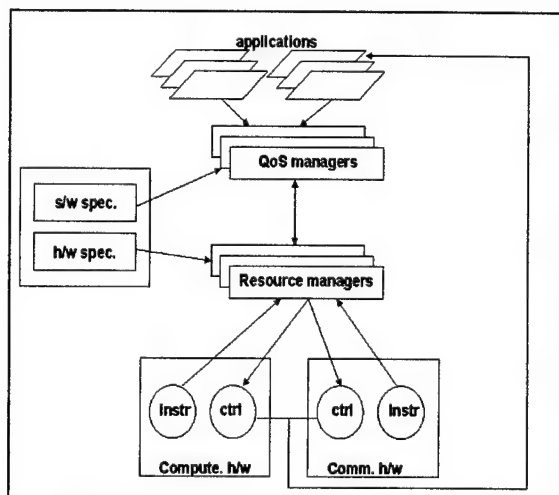 applications
QoS managers
s/w spec.
h/w spec.
Resource managers
Instr
ctrl
ctrl
Instr
Compute. h/w
Comm. h/w